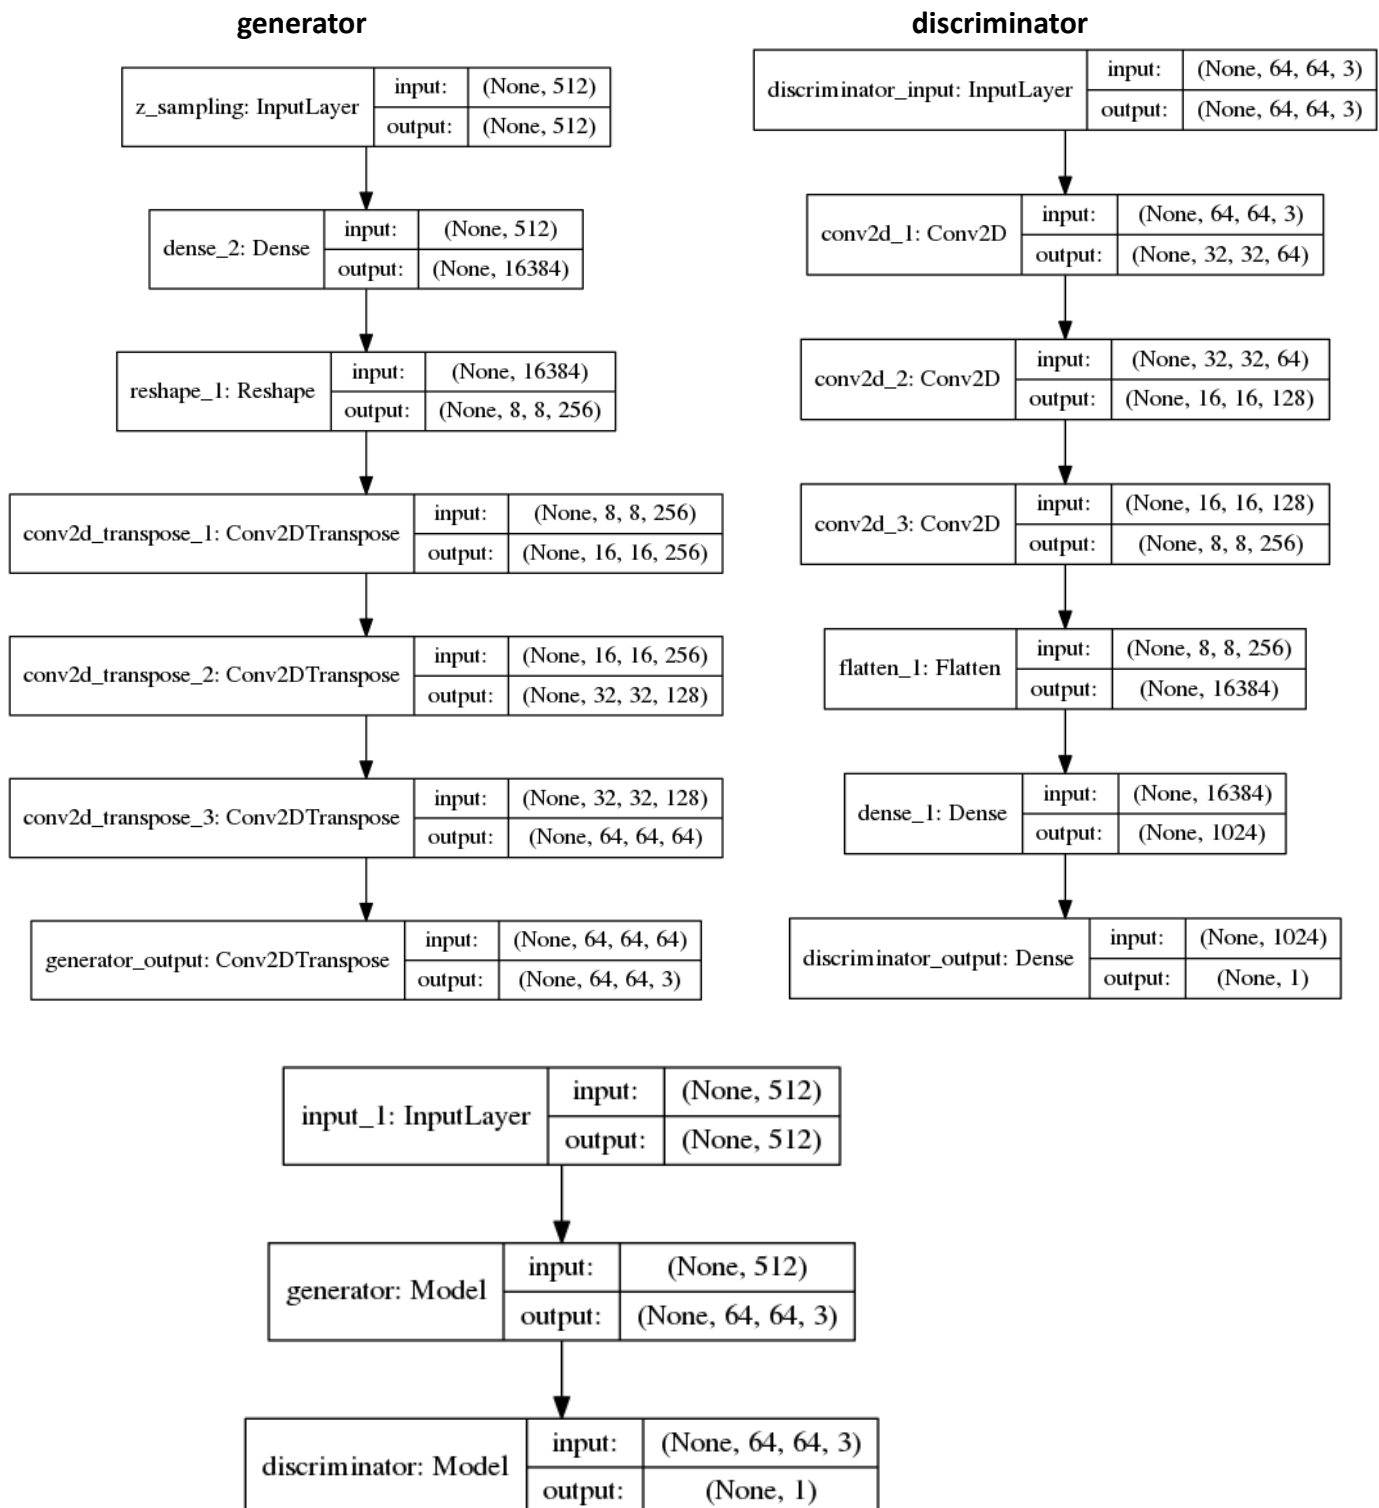 generator
z_sampling: InputLayer
input: (None, 512)
output: (None, 512)
dense_2: Dense
input: (None, 512)
output: (None, 16384)
reshape_1: Reshape
input: (None, 16384)
output: (None, 8, 8, 256)
conv2d_transpose_1: Conv2DTranspose
input: (None, 8, 8, 256)
output: (None, 16, 16, 256)
conv2d_transpose_2: Conv2DTranspose
input: (None, 16, 16, 256)
output: (None, 32, 32, 128)
conv2d_transpose_3: Conv2DTranspose
input: (None, 32, 32, 128)
output: (None, 64, 64, 64)
generator_output: Conv2DTranspose
input: (None, 64, 64, 64)
output: (None, 64, 64, 3)
discriminator
discriminator_input: InputLayer
input: (None, 64, 64, 3)
output: (None, 64, 64, 3)
conv2d_1: Conv2D
input: (None, 64, 64, 3)
output: (None, 32, 32, 64)
conv2d_2: Conv2D
input: (None, 32, 32, 64)
output: (None, 16, 16, 128)
conv2d_3: Conv2D
input: (None, 16, 16, 128)
output: (None, 8, 8, 256)
flatten_1: Flatten
input: (None, 8, 8, 256)
output: (None, 16384)
dense_1: Dense
input: (None, 16384)
output: (None, 1024)
discriminator_output: Dense
input: (None, 1024)
output: (None, 1)
input_1: InputLayer
input: (None, 512)
output: (None, 512)
generator: Model
input: (None, 512)
output: (None, 64, 64, 3)
discriminator: Model
input: (None, 64, 64, 3)
output: (None, 1)